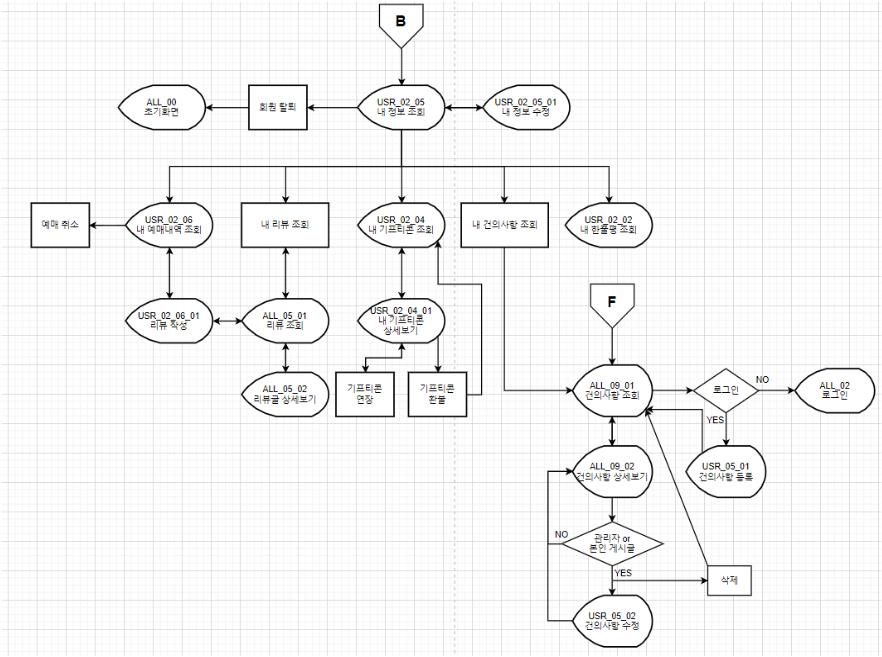 B
ALL_00
초기화면
회원 탈퇴
USR_02_05
내 정보 조회
USR_02_05_01
내 정보 수정
예매 취소
USR_02_06
내 예매내역 조회
내 리뷰 조회
USR_02_04
내 기프티콘 조회
내 건의사항 조회
USR_02_02
내 한줄평 조회
USR_02_06_01
리뷰 작성
ALL_05_01
리뷰 조회
USR_02_04_01
내 기프티콘
상세보기
F
ALL_05_02
리뷰글 상세보기
기프티콘
연장
기프티콘
환불
ALL_09_01
건의사항 조회
로그인
NO
ALL_02
로그인
YES
ALL_09_02
건의사항 상세보기
USR_05_01
건의사항 등록
NO
관리자 or
본인 게시글
YES
삭제
USR_05_02
건의사항 수정